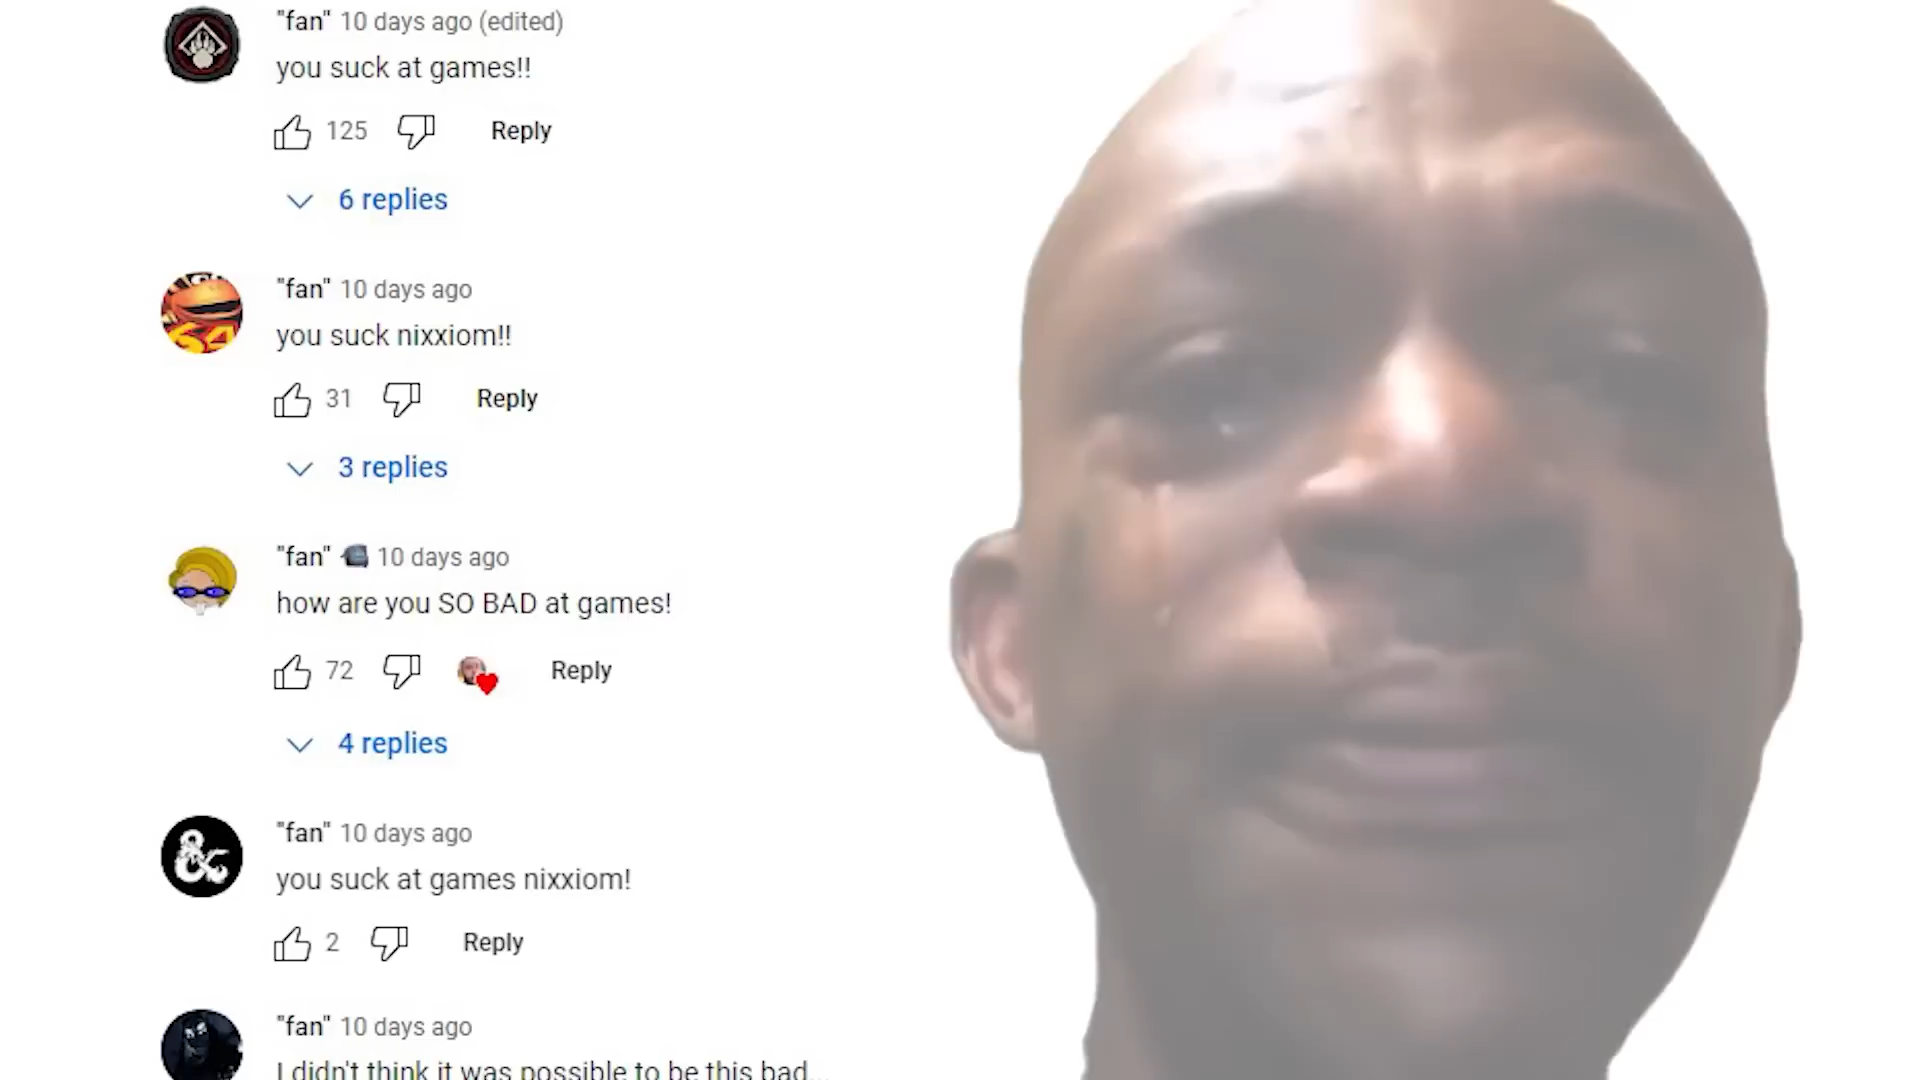 "fan" 10 days ago (edited)
you suck at games!!
125 Reply
6 replies
"fan" 10 days ago
you suck nixxiom!!
31 Reply
3 replies
"fan" 10 days ago
how are you SO BAD at games!
72 Reply
4 replies
"fan" 10 days ago
you suck at games nixxiom!
2 Reply
"fan" 10 days ago
I didn't think it was possible to be this bad...